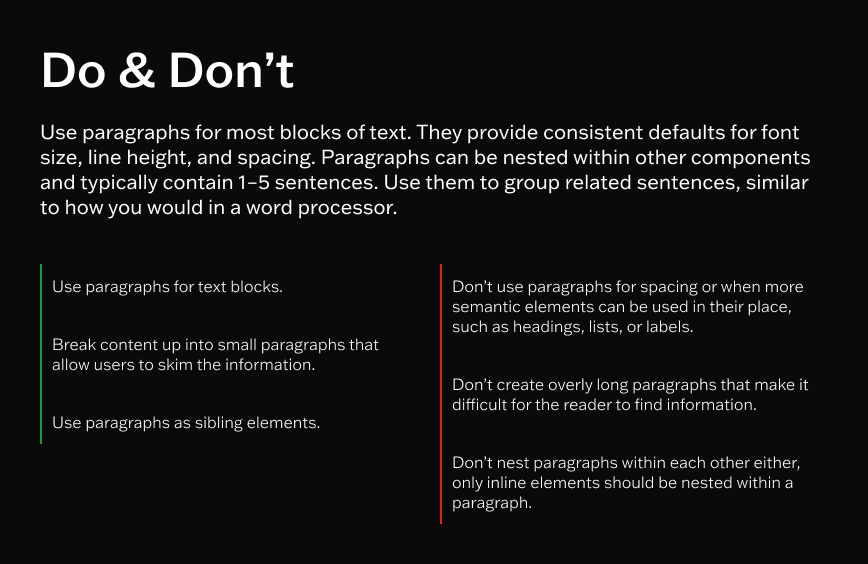 Do & Don’t
Use paragraphs for most blocks of text. They provide consistent defaults for font
size, line height, and spacing. Paragraphs can be nested within other components
and typically contain 1–5 sentences. Use them to group related sentences, similar
to how you would in a word processor.
Use paragraphs for text blocks.
Break content up into small paragraphs that
allow users to skim the information.
Use paragraphs as sibling elements.
Don’t use paragraphs for spacing or when more
semantic elements can be used in their place,
such as headings, lists, or labels.
Don’t create overly long paragraphs that make it
difficult for the reader to find information.
Don’t nest paragraphs within each other either,
only inline elements should be nested within a
paragraph.